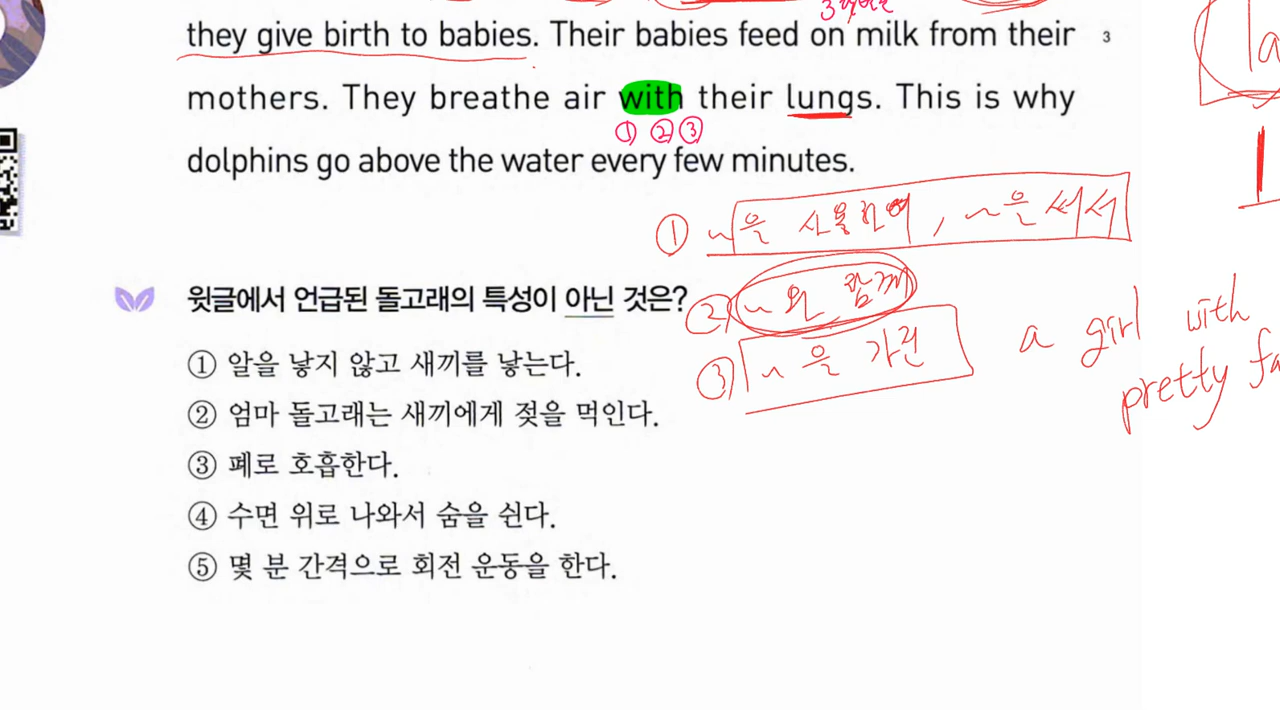 they give birth to babies. Their babies feed on milk from their 3
mothers. They breathe air with their lungs. This is why
① ② ③
dolphins go above the water every few minutes.
① ~을 사용하여, ~을 써서
② ~와 함께
③ ~을 가진
a girl with
pretty fa
윗글에서 언급된 돌고래의 특성이 아닌 것은?
① 알을 낳지 않고 새끼를 낳는다.
② 엄마 돌고래는 새끼에게 젖을 먹인다.
③ 폐로 호흡한다.
④ 수면 위로 나와서 숨을 쉰다.
⑤ 몇 분 간격으로 회전 운동을 한다.